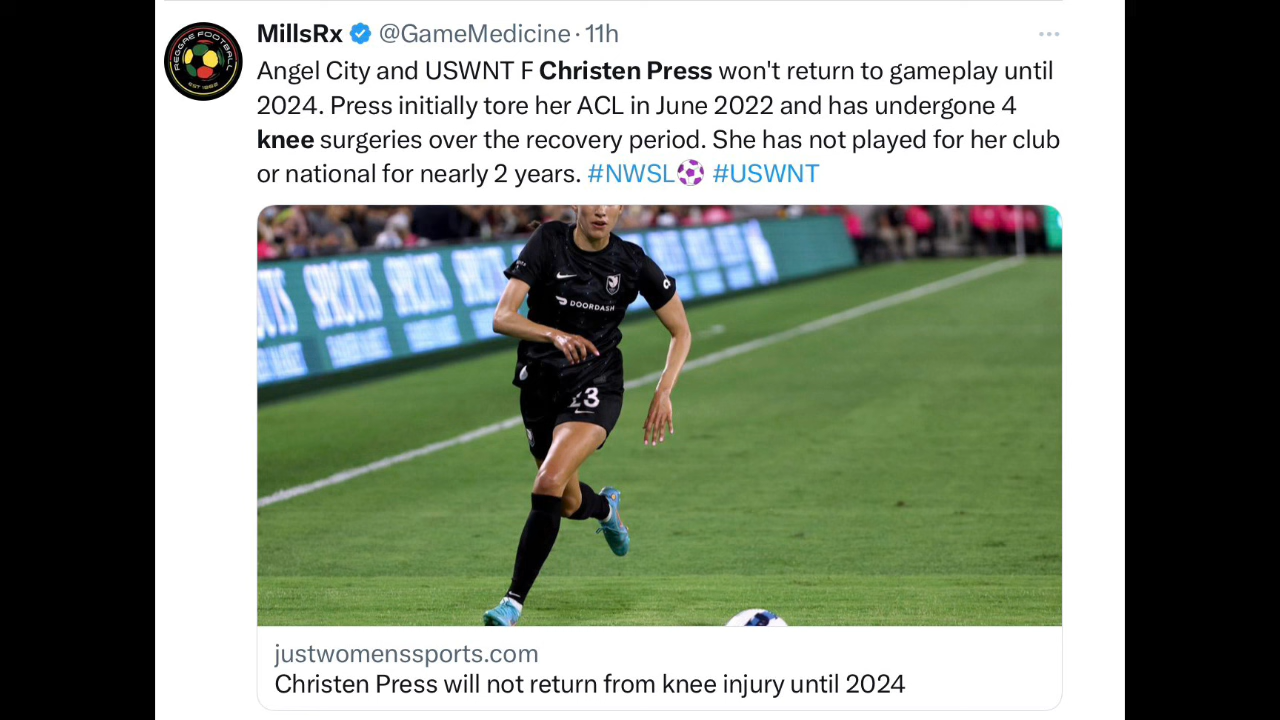 MillsRx @GameMedicine · 11h
Angel City and USWNT F Christen Press won't return to gameplay until
2024. Press initially tore her ACL in June 2022 and has undergone 4
knee surgeries over the recovery period. She has not played for her club
or national for nearly 2 years. #NWSL #USWNT
REGGAE FOOTBALL
DOORDASH
23
justwomenssports.com
Christen Press will not return from knee injury until 2024